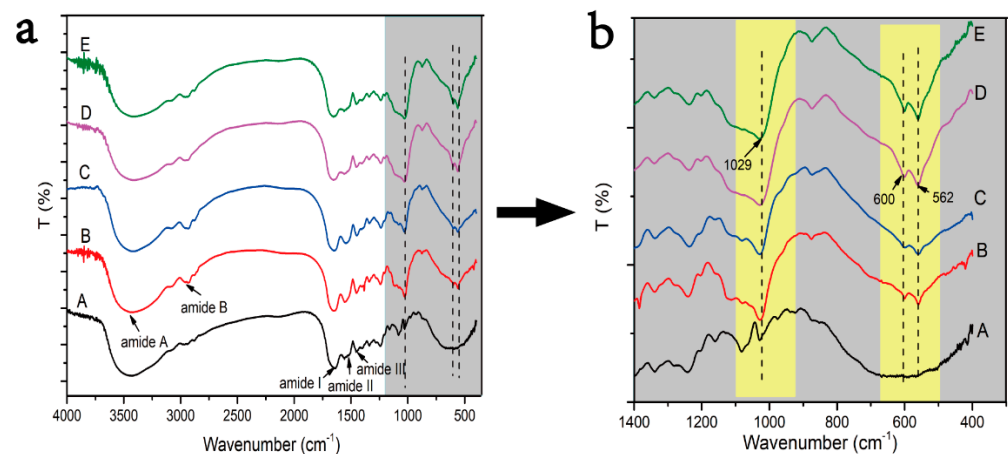 a
E
D
C
B
A
amide A
amide B
amide I
amide II
amide III
T (%)
4000 3500 3000 2500 2000 1500 1000 500
Wavenumber (cm⁻¹)
b
E
D
C
B
A
1029
600
562
T (%)
1400 1200 1000 800 600 400
Wavenumber (cm⁻¹)